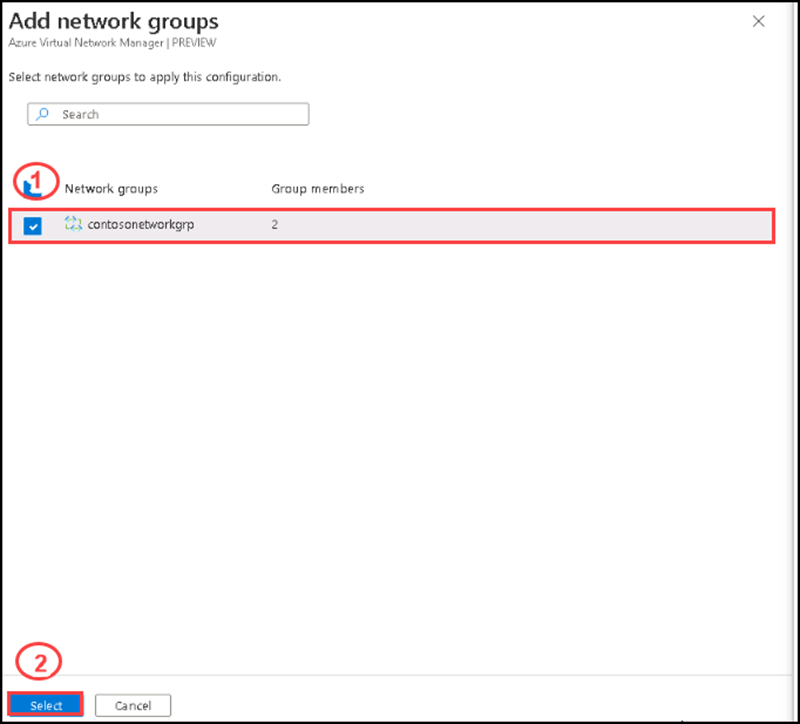 Add network groups
Azure Virtual Network Manager | PREVIEW
Select network groups to apply this configuration.
Search
1
Network groups Group members
contosonetworkgrp 2
2
Select Cancel